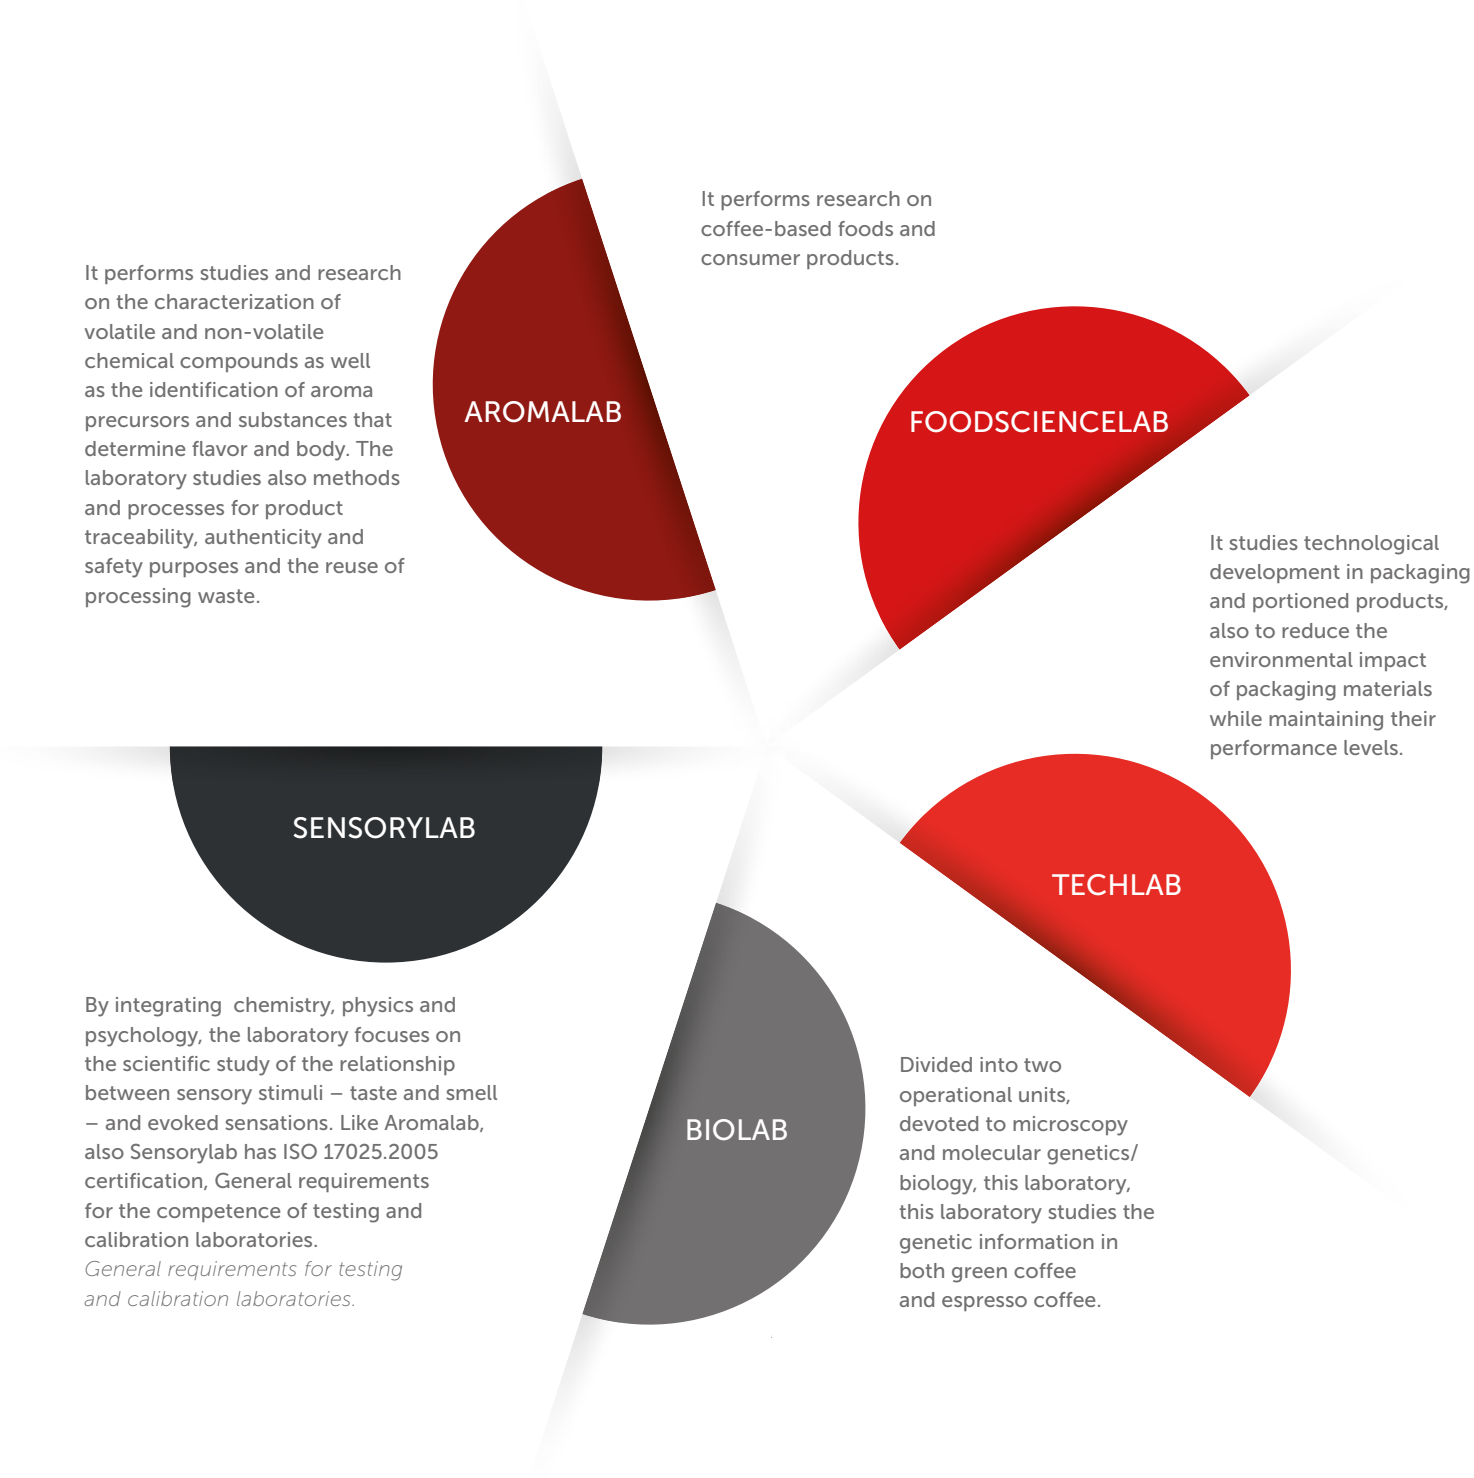 It performs research on
coffee-based foods and
consumer products.
It performs studies and research
on the characterization of
volatile and non-volatile
chemical compounds as well
as the identification of aroma
precursors and substances that
determine flavor and body. The
laboratory studies also methods
and processes for product
traceability, authenticity and
safety purposes and the reuse of
processing waste.
AROMALAB
FOODSCIENCELAB
It studies technological
development in packaging
and portioned products,
also to reduce the
environmental impact
of packaging materials
while maintaining their
performance levels.
SENSORYLAB
TECHLAB
By integrating  chemistry, physics and
psychology, the laboratory focuses on
the scientific study of the relationship
between sensory stimuli – taste and smell
– and evoked sensations. Like Aromalab,
also Sensorylab has ISO 17025.2005
certification, General requirements
for the competence of testing and
calibration laboratories.
General requirements for testing
and calibration laboratories.
BIOLAB
Divided into two
operational units,
devoted to microscopy
and molecular genetics/
biology, this laboratory,
this laboratory studies the
genetic information in
both green coffee
and espresso coffee.